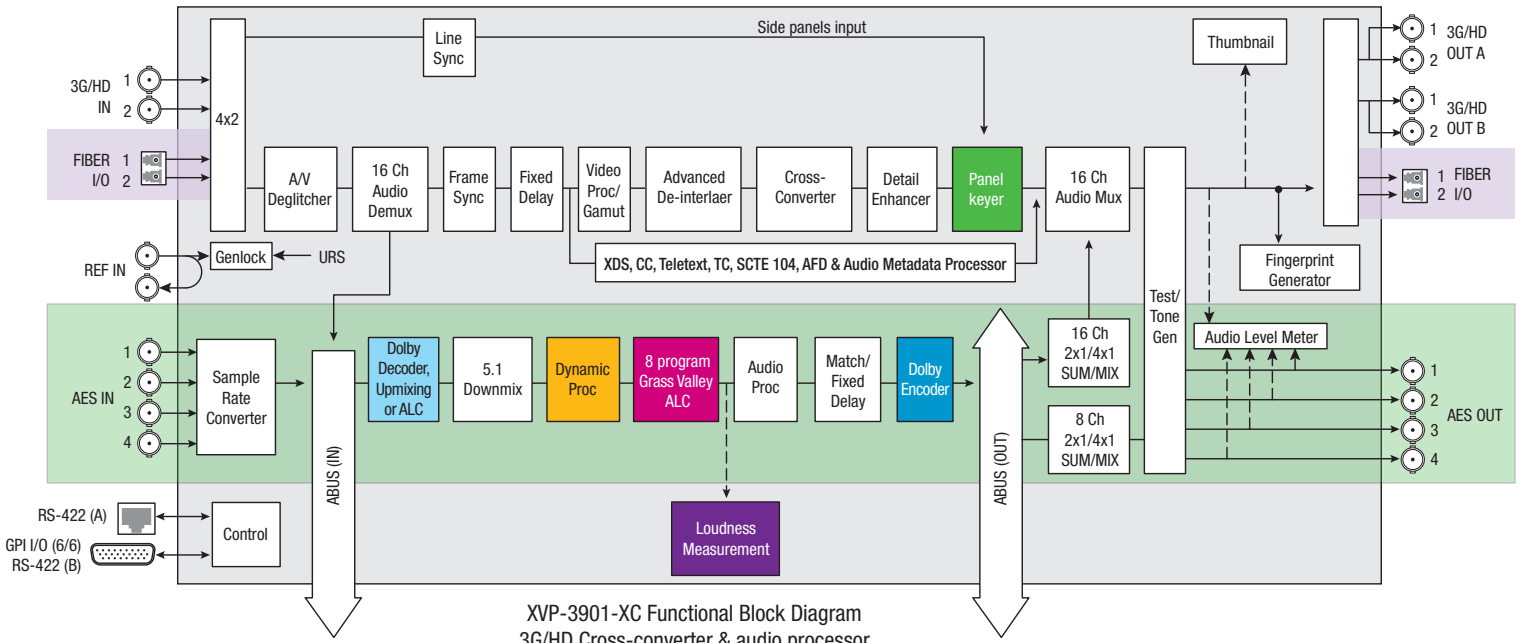 Side panels input
Line
Sync
Thumbnail
3G/HD
IN
1
2
4x2
FIBER
I/O
1
2
A/V
Deglitcher
16 Ch
Audio
Demux
Frame
Sync
Fixed
Delay
Video
Proc/
Gamut
Advanced
De-interlaer
Cross-
Converter
Detail
Enhancer
Panel
keyer
16 Ch
Audio Mux
1
2
3G/HD
OUT A
1
2
3G/HD
OUT B
1 FIBER
2 I/O
REF IN
Genlock
URS
XDS, CC, Teletext, TC, SCTE 104, AFD & Audio Metadata Processor
Fingerprint
Generator
Test/
Tone
Gen
AES IN
1
2
3
4
Sample
Rate
Converter
ABUS (IN)
Dolby
Decoder,
Upmixing
or ALC
5.1
Downmix
Dynamic
Proc
8 program
Grass Valley
ALC
Audio
Proc
Match/
Fixed
Delay
Dolby
Encoder
ABUS (OUT)
16 Ch
2x1/4x1
SUM/MIX
8 Ch
2x1/4x1
SUM/MIX
Audio Level Meter
1
2
3
4
AES OUT
RS-422 (A)
GPI I/O (6/6)
RS-422 (B)
Control
Loudness
Measurement
XVP-3901-XC Functional Block Diagram
3G/HD Cross-converter & audio processor